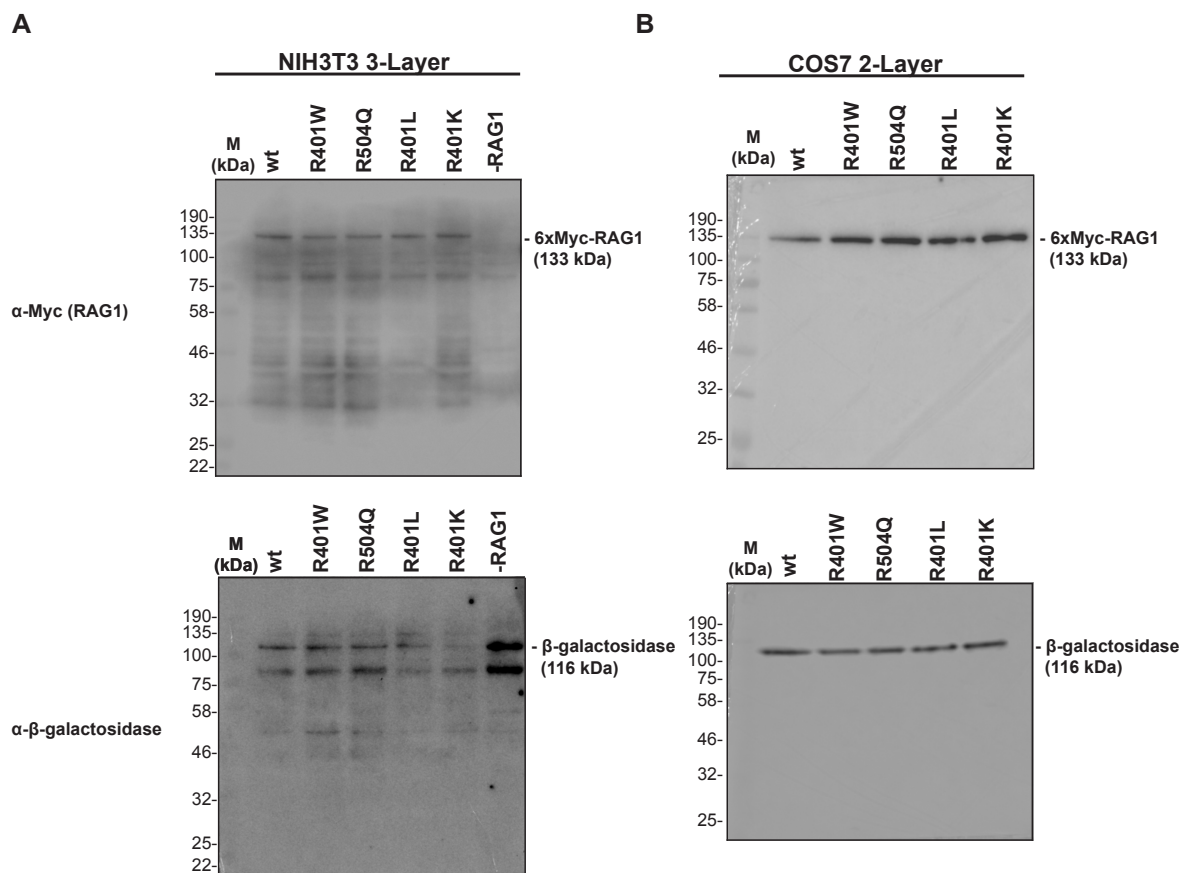 A
NIH3T3 3-Layer
M
(kDa)
wt
R401W
R504Q
R401L
R401K
-RAG1
190-
135-
100-
75-
58-
46-
32-
25-
22-
- 6xMyc-RAG1
(133 kDa)
α-Myc (RAG1)
M
(kDa)
wt
R401W
R504Q
R401L
R401K
-RAG1
190-
135-
100-
75-
58-
46-
32-
25-
22-
- β-galactosidase
(116 kDa)
α-β-galactosidase
B
COS7 2-Layer
M
(kDa)
wt
R401W
R504Q
R401L
R401K
190-
135-
100-
75-
58-
46-
32-
25-
- 6xMyc-RAG1
(133 kDa)
M
(kDa)
wt
R401W
R504Q
R401L
R401K
190-
135-
100-
75-
58-
46-
32-
25-
- β-galactosidase
(116 kDa)